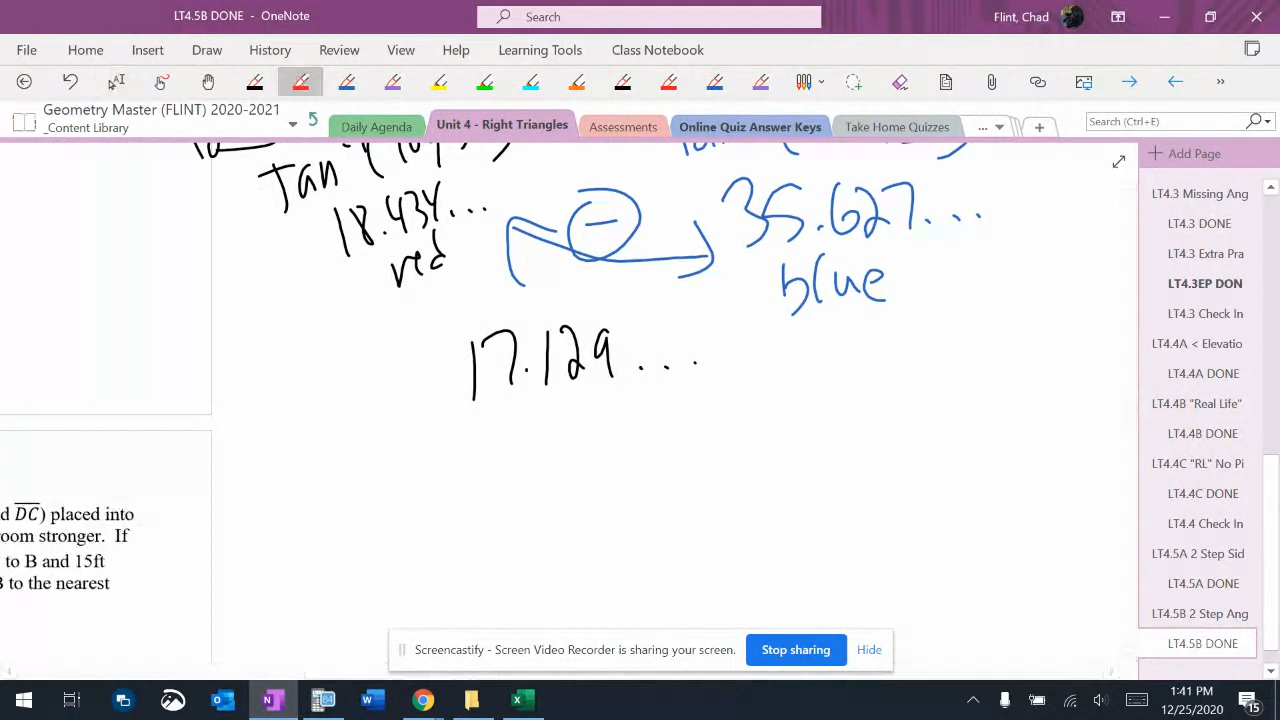 LT4.5B DONE - OneNote
Search
Flint, Chad
File Home Insert Draw History Review View Help Learning Tools Class Notebook
Geometry Master (FLINT) 2020-2021
_Content Library
Daily Agenda
Unit 4 - Right Triangles
Assessments
Online Quiz Answer Keys
Take Home Quizzes
...
Search (Ctrl+E)
Add Page
LT4.3 Missing Ang
LT4.3 DONE
LT4.3 Extra Pra
LT4.3EP DON
LT4.3 Check In
LT4.4A < Elevatio
LT4.4A DONE
LT4.4B "Real Life"
LT4.4B DONE
LT4.4C "RL" No Pi
LT4.4C DONE
LT4.4 Check In
LT4.5A 2 Step Sid
LT4.5A DONE
LT4.5B 2 Step Ang
LT4.5B DONE
18.434...
red
−
35.627...
blue
17.129...
d DC) placed into
room stronger. If
to B and 15ft
B to the nearest
Screencastify - Screen Video Recorder is sharing your screen.
Stop sharing
Hide
84
1:41 PM
12/25/2020
15